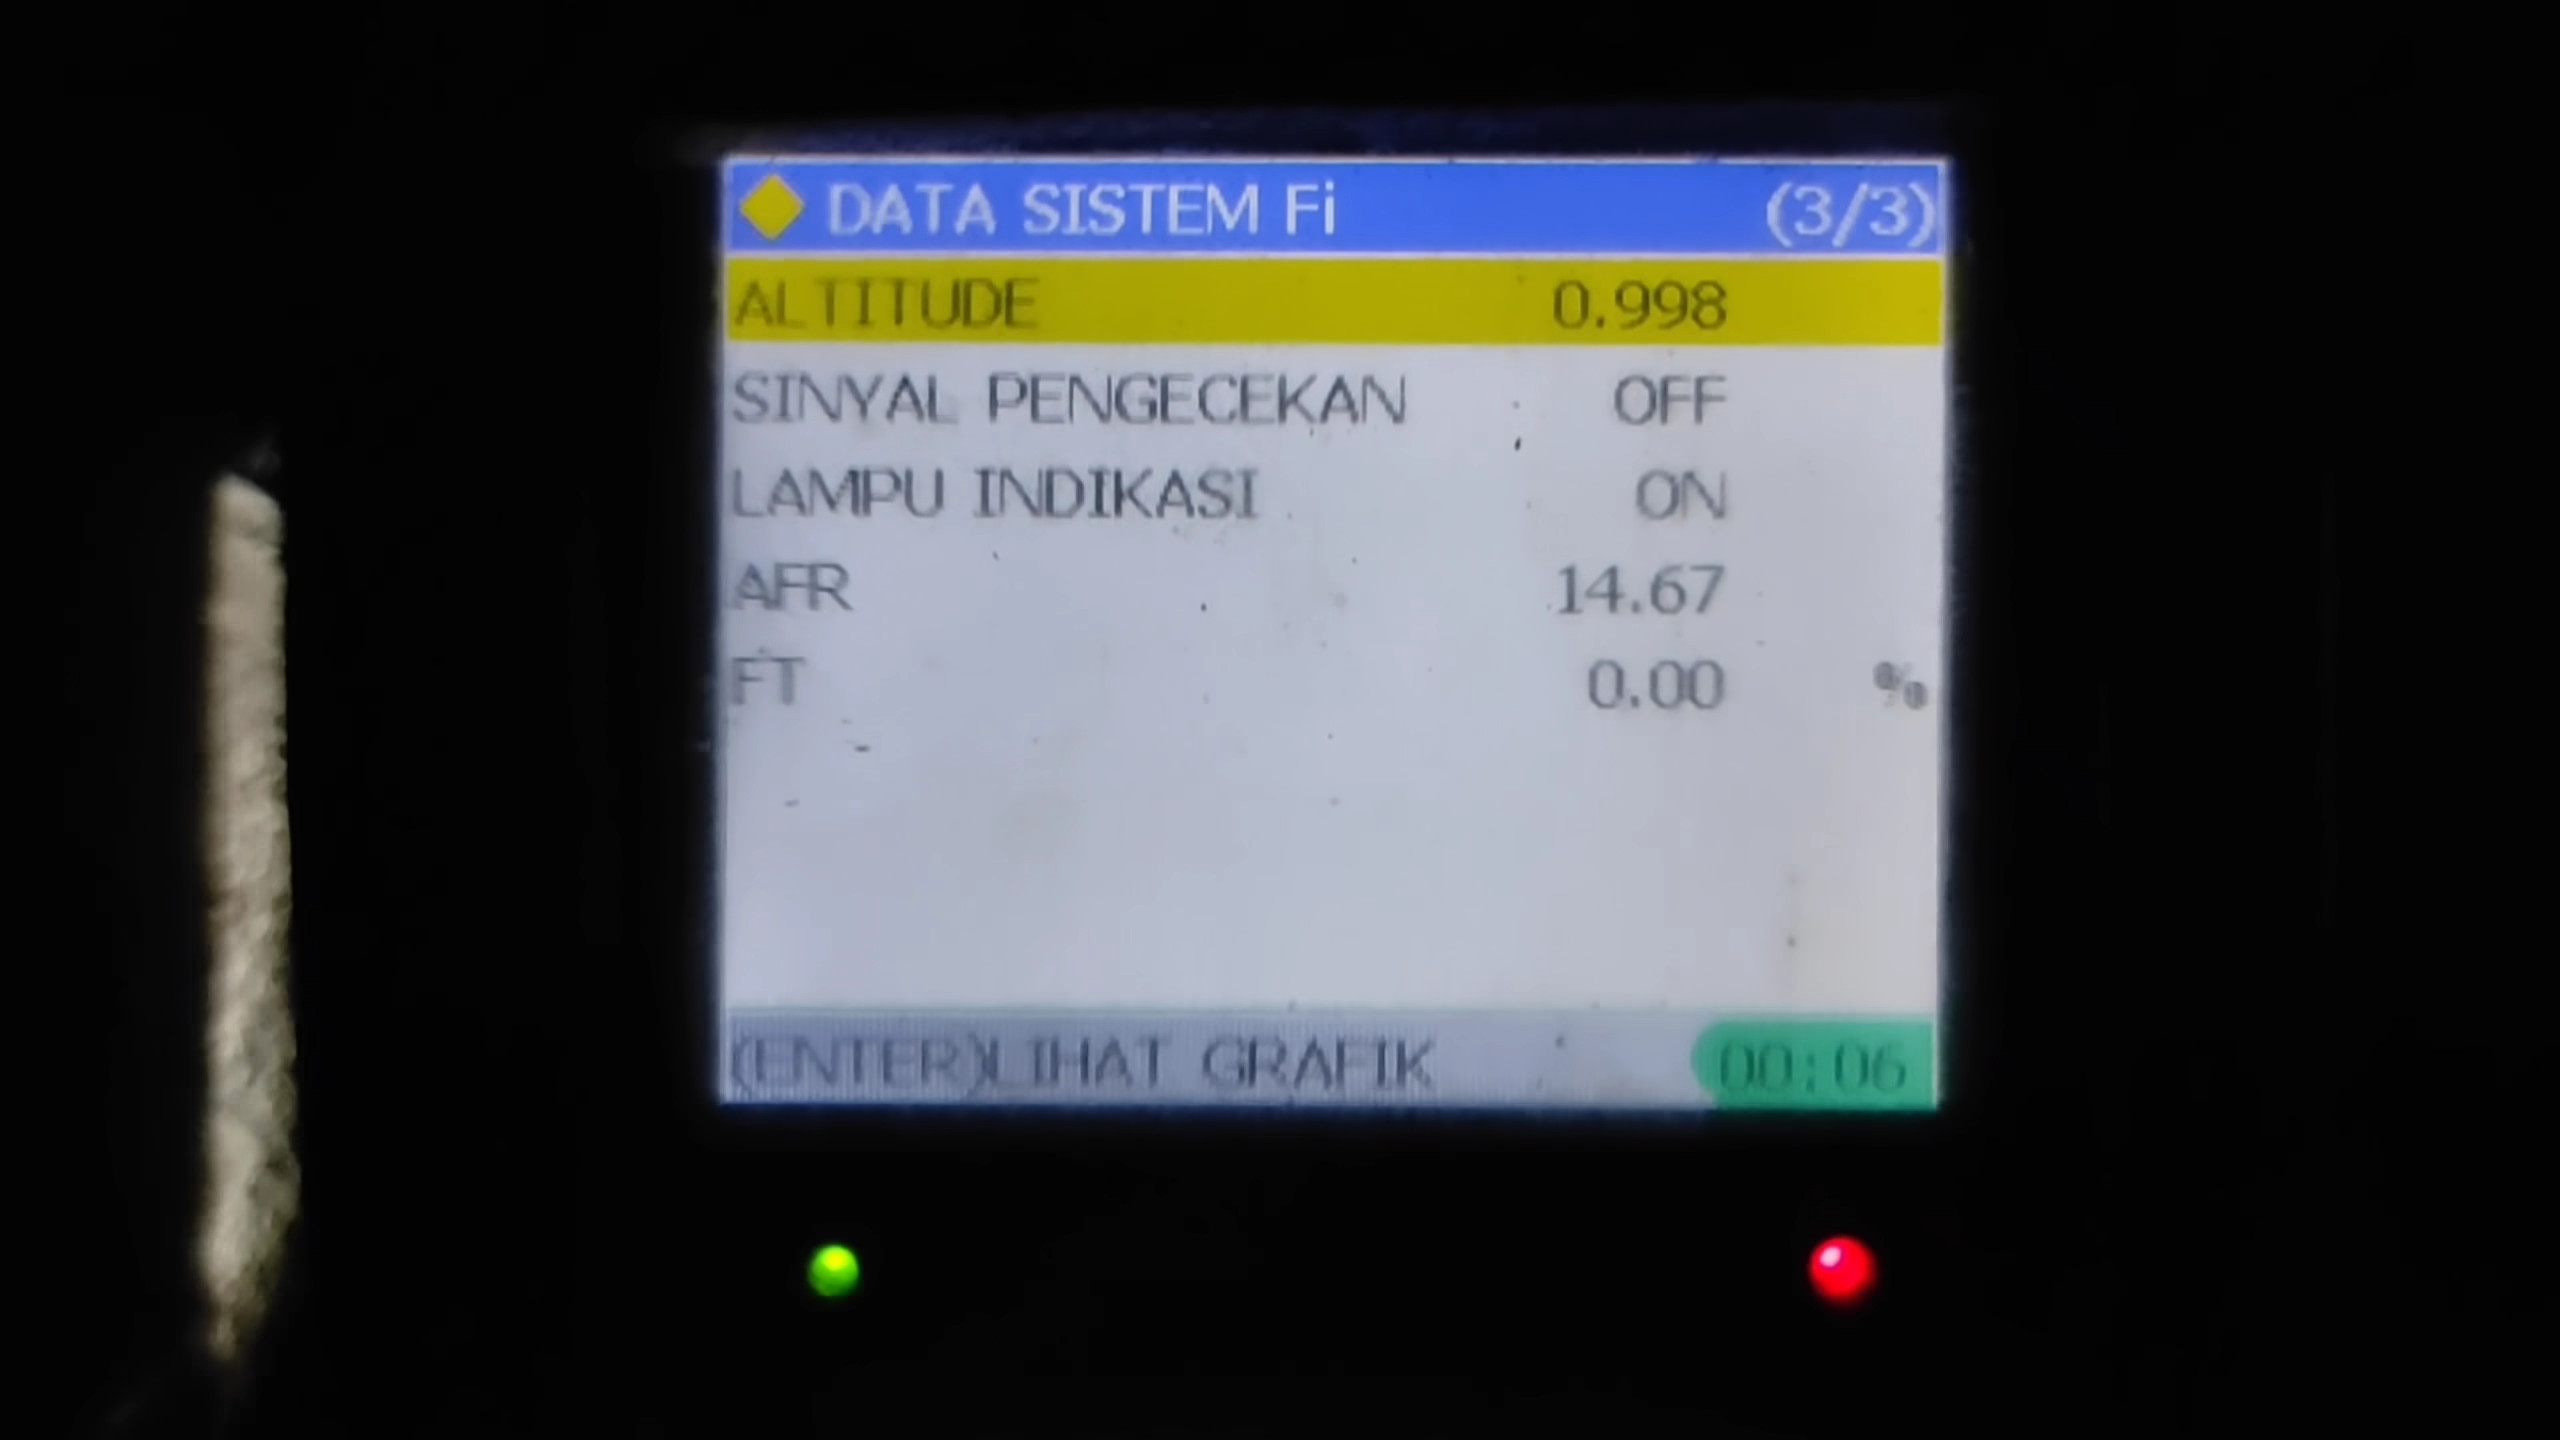 DATA SISTEM Fi (3/3)
ALTITUDE 0.998
SINYAL PENGECEKAN OFF
LAMPU INDIKASI ON
AFR 14.67
FT 0.00 %
(ENTER)LIHAT GRAFIK 00:06